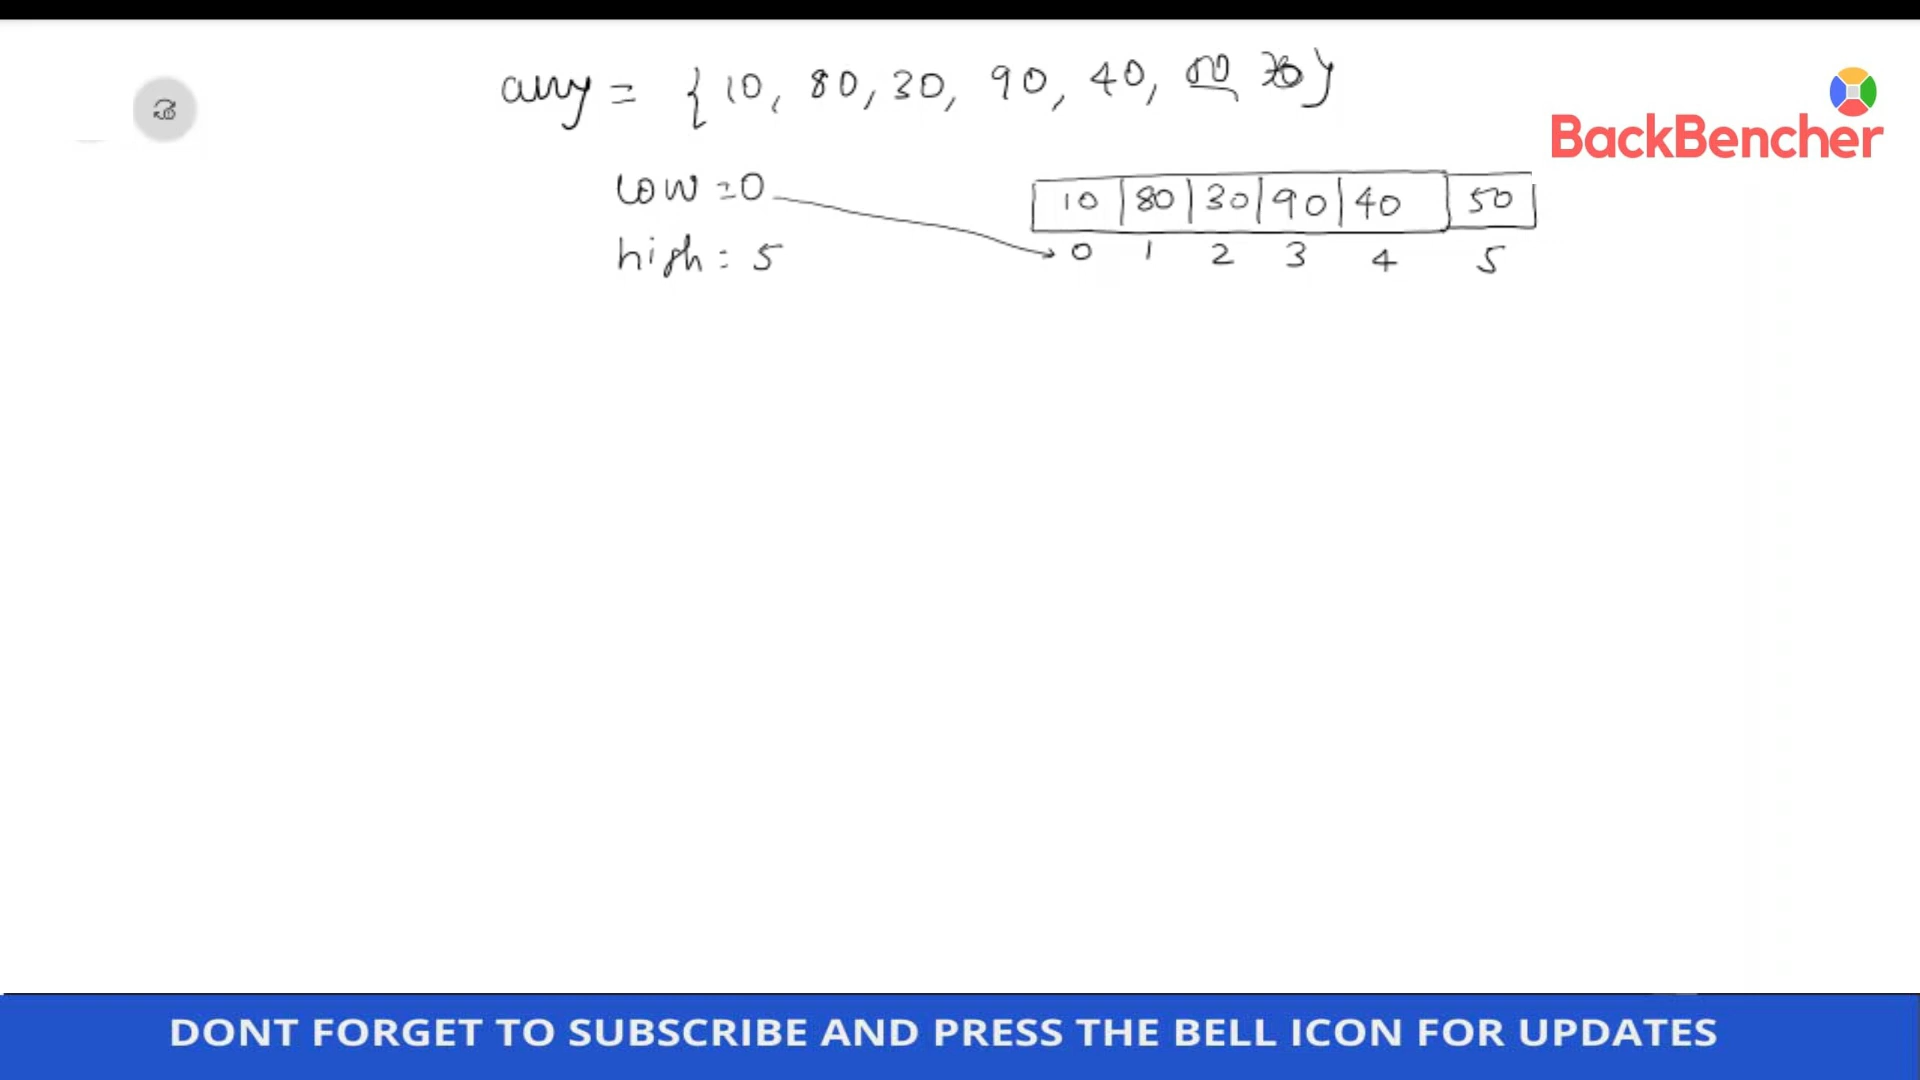 arr = { 10, 80, 30, 90, 40, 50 }
BackBencher
low = 0
10 | 80 | 30 | 90 | 40 | 50
high = 5
0 1 2 3 4 5
DONT FORGET TO SUBSCRIBE AND PRESS THE BELL ICON FOR UPDATES